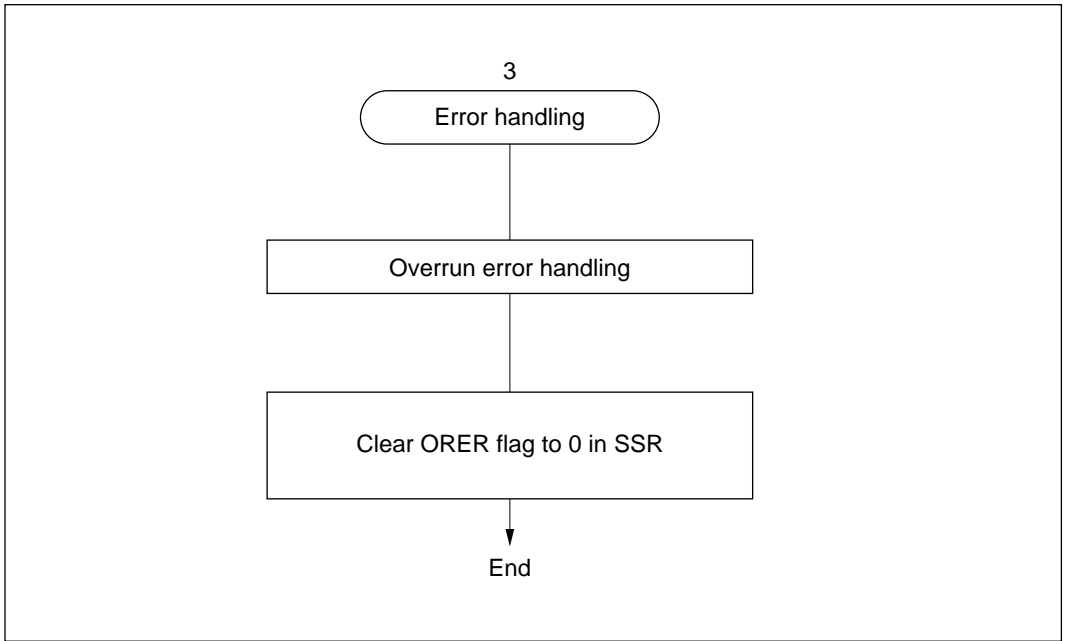 3
Error handling
Overrun error handling
Clear ORER flag to 0 in SSR
End